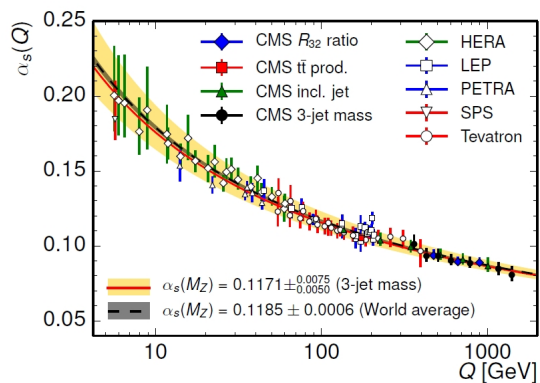 αs(Q)
0.25
0.20
0.15
0.10
0.05
CMS R32 ratio
CMS tt̄ prod.
CMS incl. jet
CMS 3-jet mass
HERA
LEP
PETRA
SPS
Tevatron
αs(MZ) = 0.1171±0.0075 0.0050 (3-jet mass)
αs(MZ) = 0.1185 ± 0.0006 (World average)
10
100
1000
Q [GeV]